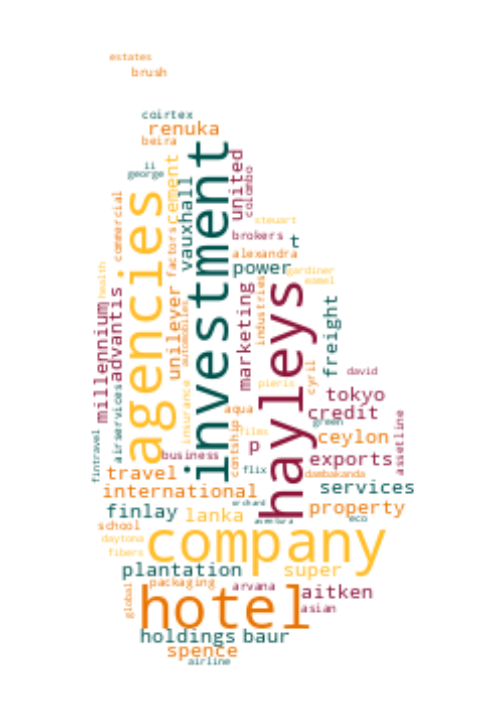 estates
brush
coirtex
renuka
beira
ii
george
investment
agencies
cement
vauxhall
united
colombo
commercial
factors
steuart
brokers
t
alexandra
power
gardiner
eomel
health
millennium
advantis
unilever
automobiles
marketing
industries
hayleys
freight
cyril
david
pieris
tokyo
credit
aqua
green
insurance
airservices
contship
films
p
ceylon
assetline
business
exports
fintravel
travel
flix
dambakanda
services
international
orchard
property
finlay
lanka
aventura
eco
school
company
daytona
fibers
plantation
super
packaging
arvana
aitken
global
hotel
asian
holdings
baur
spence
airline